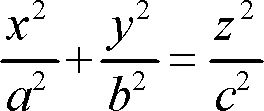 x²/a² + y²/b² = z²/c²